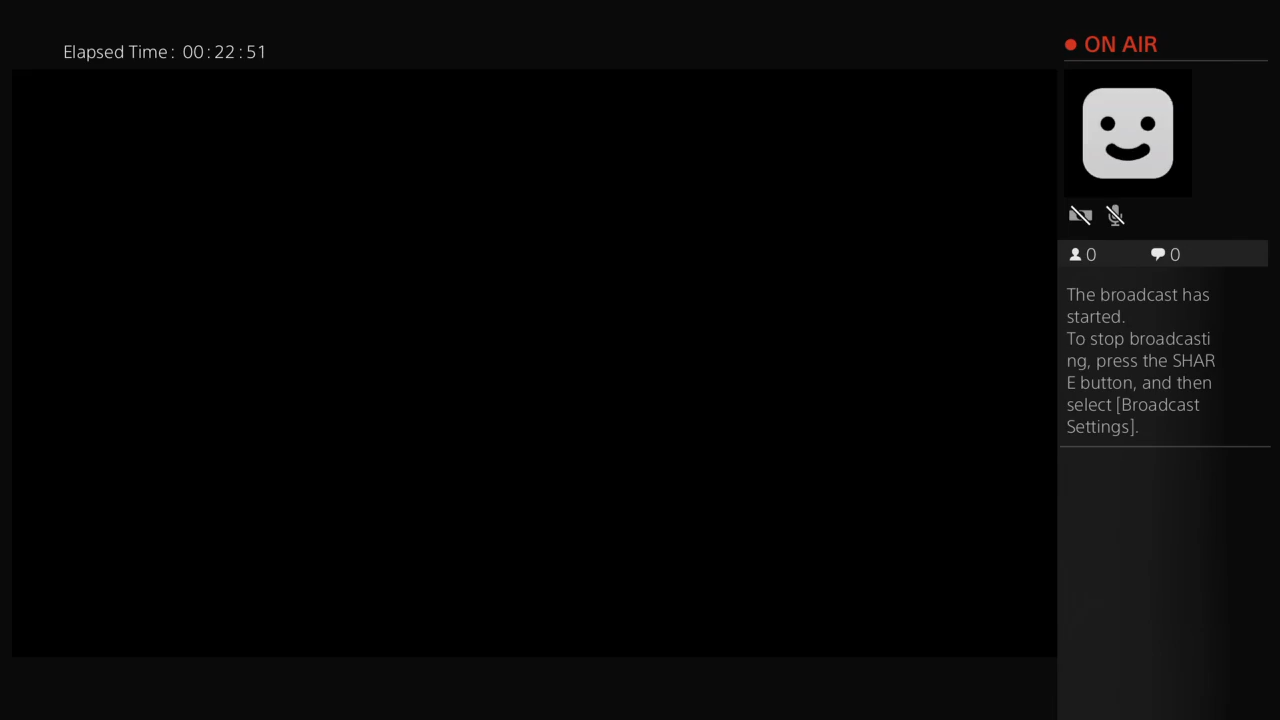 Elapsed Time: 00:22:51
ON AIR
0 0
The broadcast has
started.
To stop broadcasti
ng, press the SHAR
E button, and then
select [Broadcast
Settings].